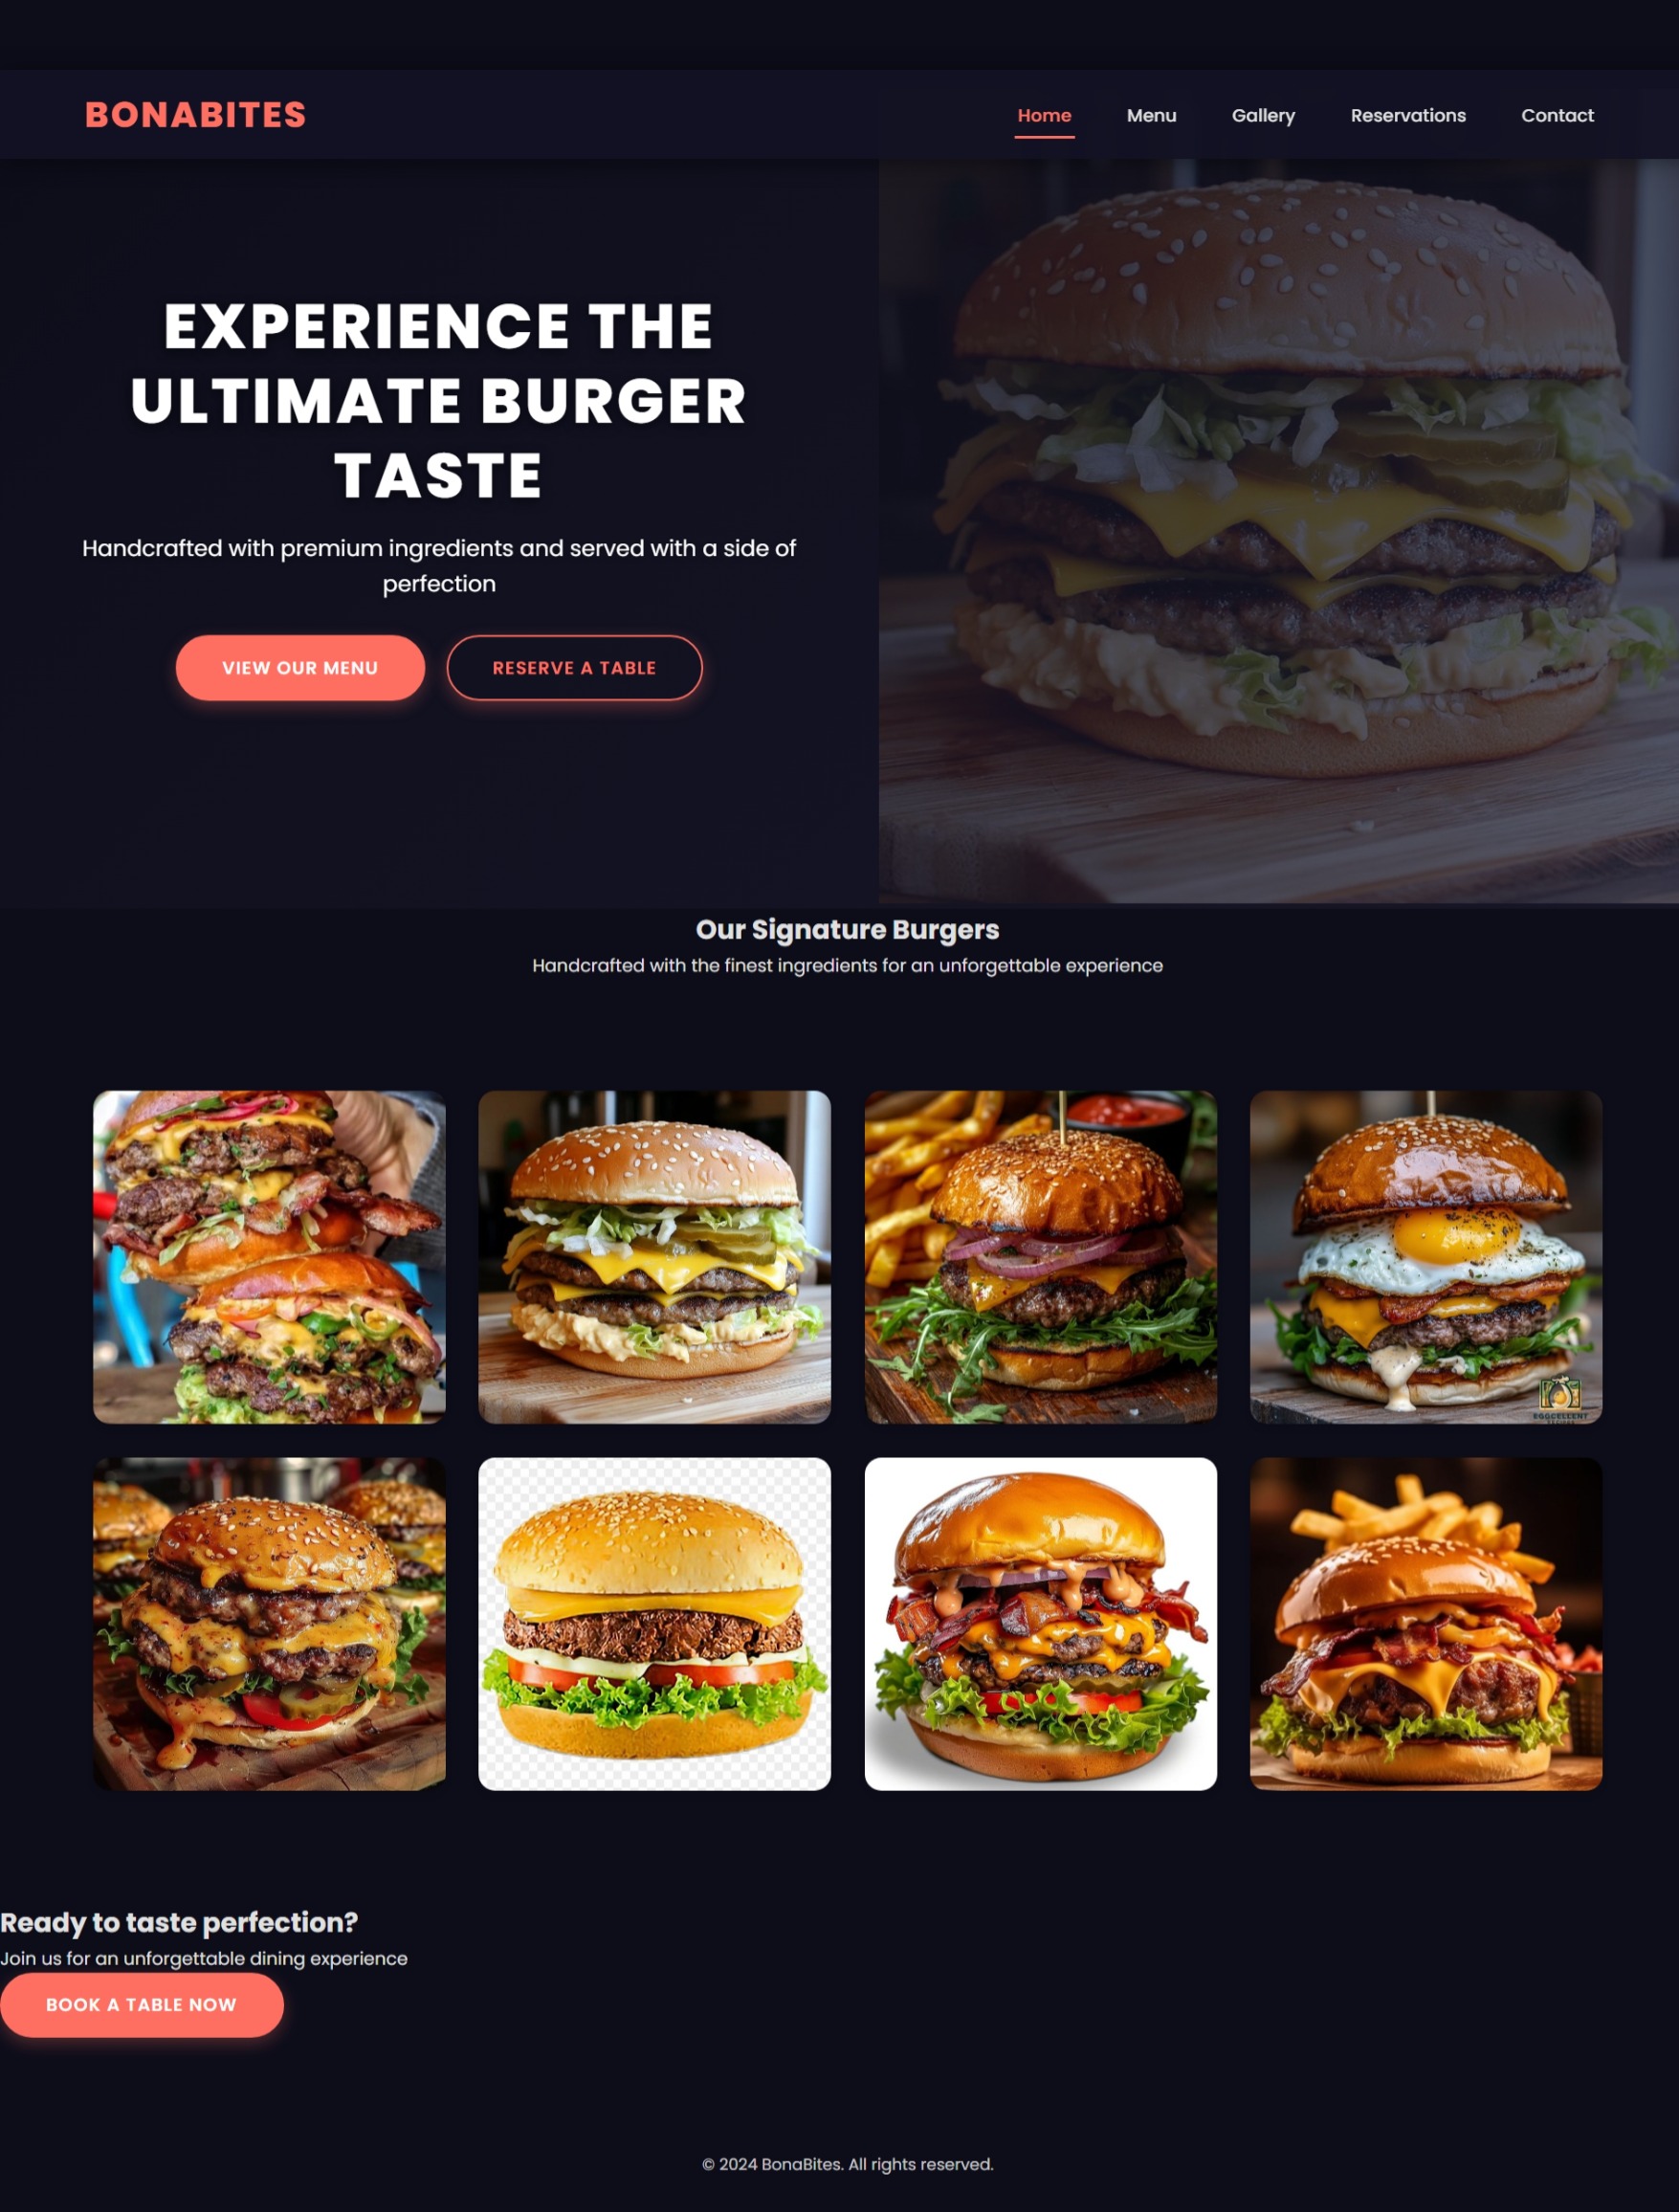 BONABITES
Home
Menu
Gallery
Reservations
Contact
EXPERIENCE THE
ULTIMATE BURGER
TASTE
Handcrafted with premium ingredients and served with a side of
perfection
VIEW OUR MENU
RESERVE A TABLE
Our Signature Burgers
Handcrafted with the finest ingredients for an unforgettable experience
EGGCELLENT
Ready to taste perfection?
Join us for an unforgettable dining experience
BOOK A TABLE NOW
© 2024 BonaBites. All rights reserved.